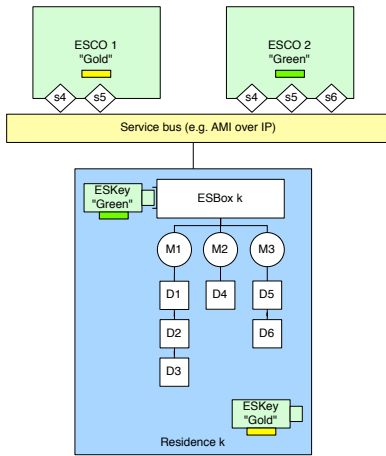 ESCO 1
"Gold"
ESCO 2
"Green"
s4
s5
s4
s5
s6
Service bus (e.g. AMI over IP)
ESKey
"Green"
ESBox k
M1
M2
M3
D1
D4
D5
D2
D6
D3
ESKey
"Gold"
Residence k